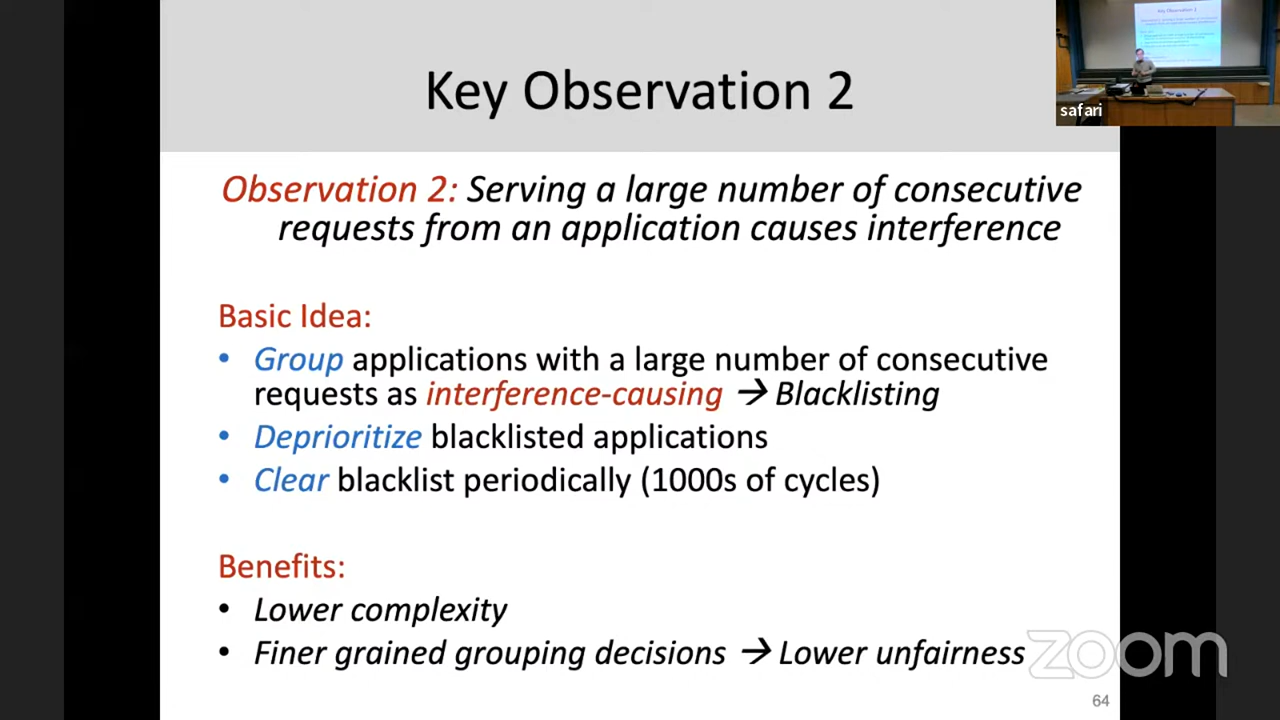 Key Observation 2
safari
Observation 2: Serving a large number of consecutive
requests from an application causes interference
Basic Idea:
• Group applications with a large number of consecutive
requests as interference-causing → Blacklisting
• Deprioritize blacklisted applications
• Clear blacklist periodically (1000s of cycles)
Benefits:
• Lower complexity
• Finer grained grouping decisions → Lower unfairness
zoom
64